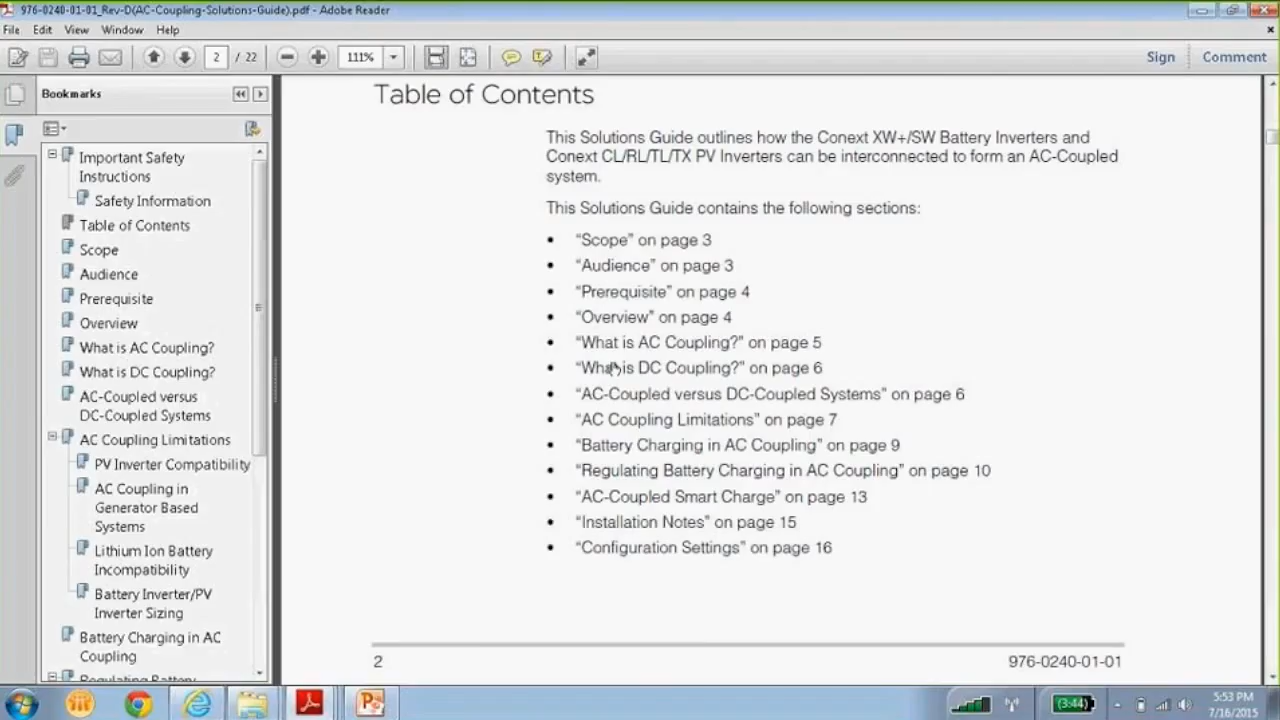 976-0240-01-01_Rev-D(AC-Coupling-Solutions-Guide).pdf - Adobe Reader
File Edit View Window Help
2 / 22 111% Sign Comment
Bookmarks
Important Safety
Instructions
Safety Information
Table of Contents
Scope
Audience
Prerequisite
Overview
What is AC Coupling?
What is DC Coupling?
AC-Coupled versus
DC-Coupled Systems
AC Coupling Limitations
PV Inverter Compatibility
AC Coupling in
Generator Based
Systems
Lithium Ion Battery
Incompatibility
Battery Inverter/PV
Inverter Sizing
Battery Charging in AC
Coupling
Regulating Battery
Table of Contents
This Solutions Guide outlines how the Conext XW+/SW Battery Inverters and
Conext CL/RL/TL/TX PV Inverters can be interconnected to form an AC-Coupled
system.
This Solutions Guide contains the following sections:
• “Scope” on page 3
• “Audience” on page 3
• “Prerequisite” on page 4
• “Overview” on page 4
• “What is AC Coupling?” on page 5
• “What is DC Coupling?” on page 6
• “AC-Coupled versus DC-Coupled Systems” on page 6
• “AC Coupling Limitations” on page 7
• “Battery Charging in AC Coupling” on page 9
• “Regulating Battery Charging in AC Coupling” on page 10
• “AC-Coupled Smart Charge” on page 13
• “Installation Notes” on page 15
• “Configuration Settings” on page 16
2 976-0240-01-01
(3:44)
5:53 PM
7/16/2015